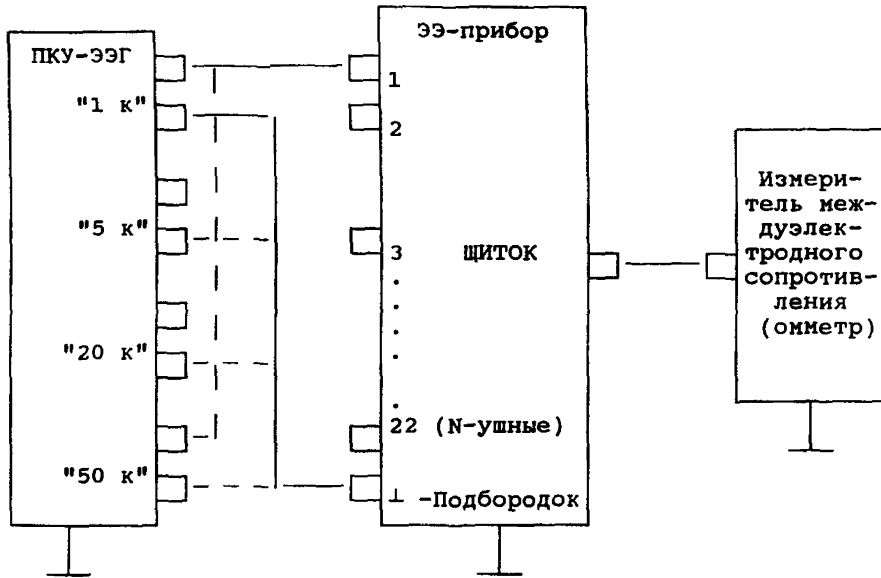 ПКУ-ЭЭГ
"1 к"
"5 к"
"20 к"
"50 к"
ЭЭ-прибор
1
2
3
ЩИТОК
.
.
.
.
.
22 (N-ушные)
⊥ -Подбородок
Измери-
тель меж-
дуэлек-
тродного
сопротив-
ления
(омметр)